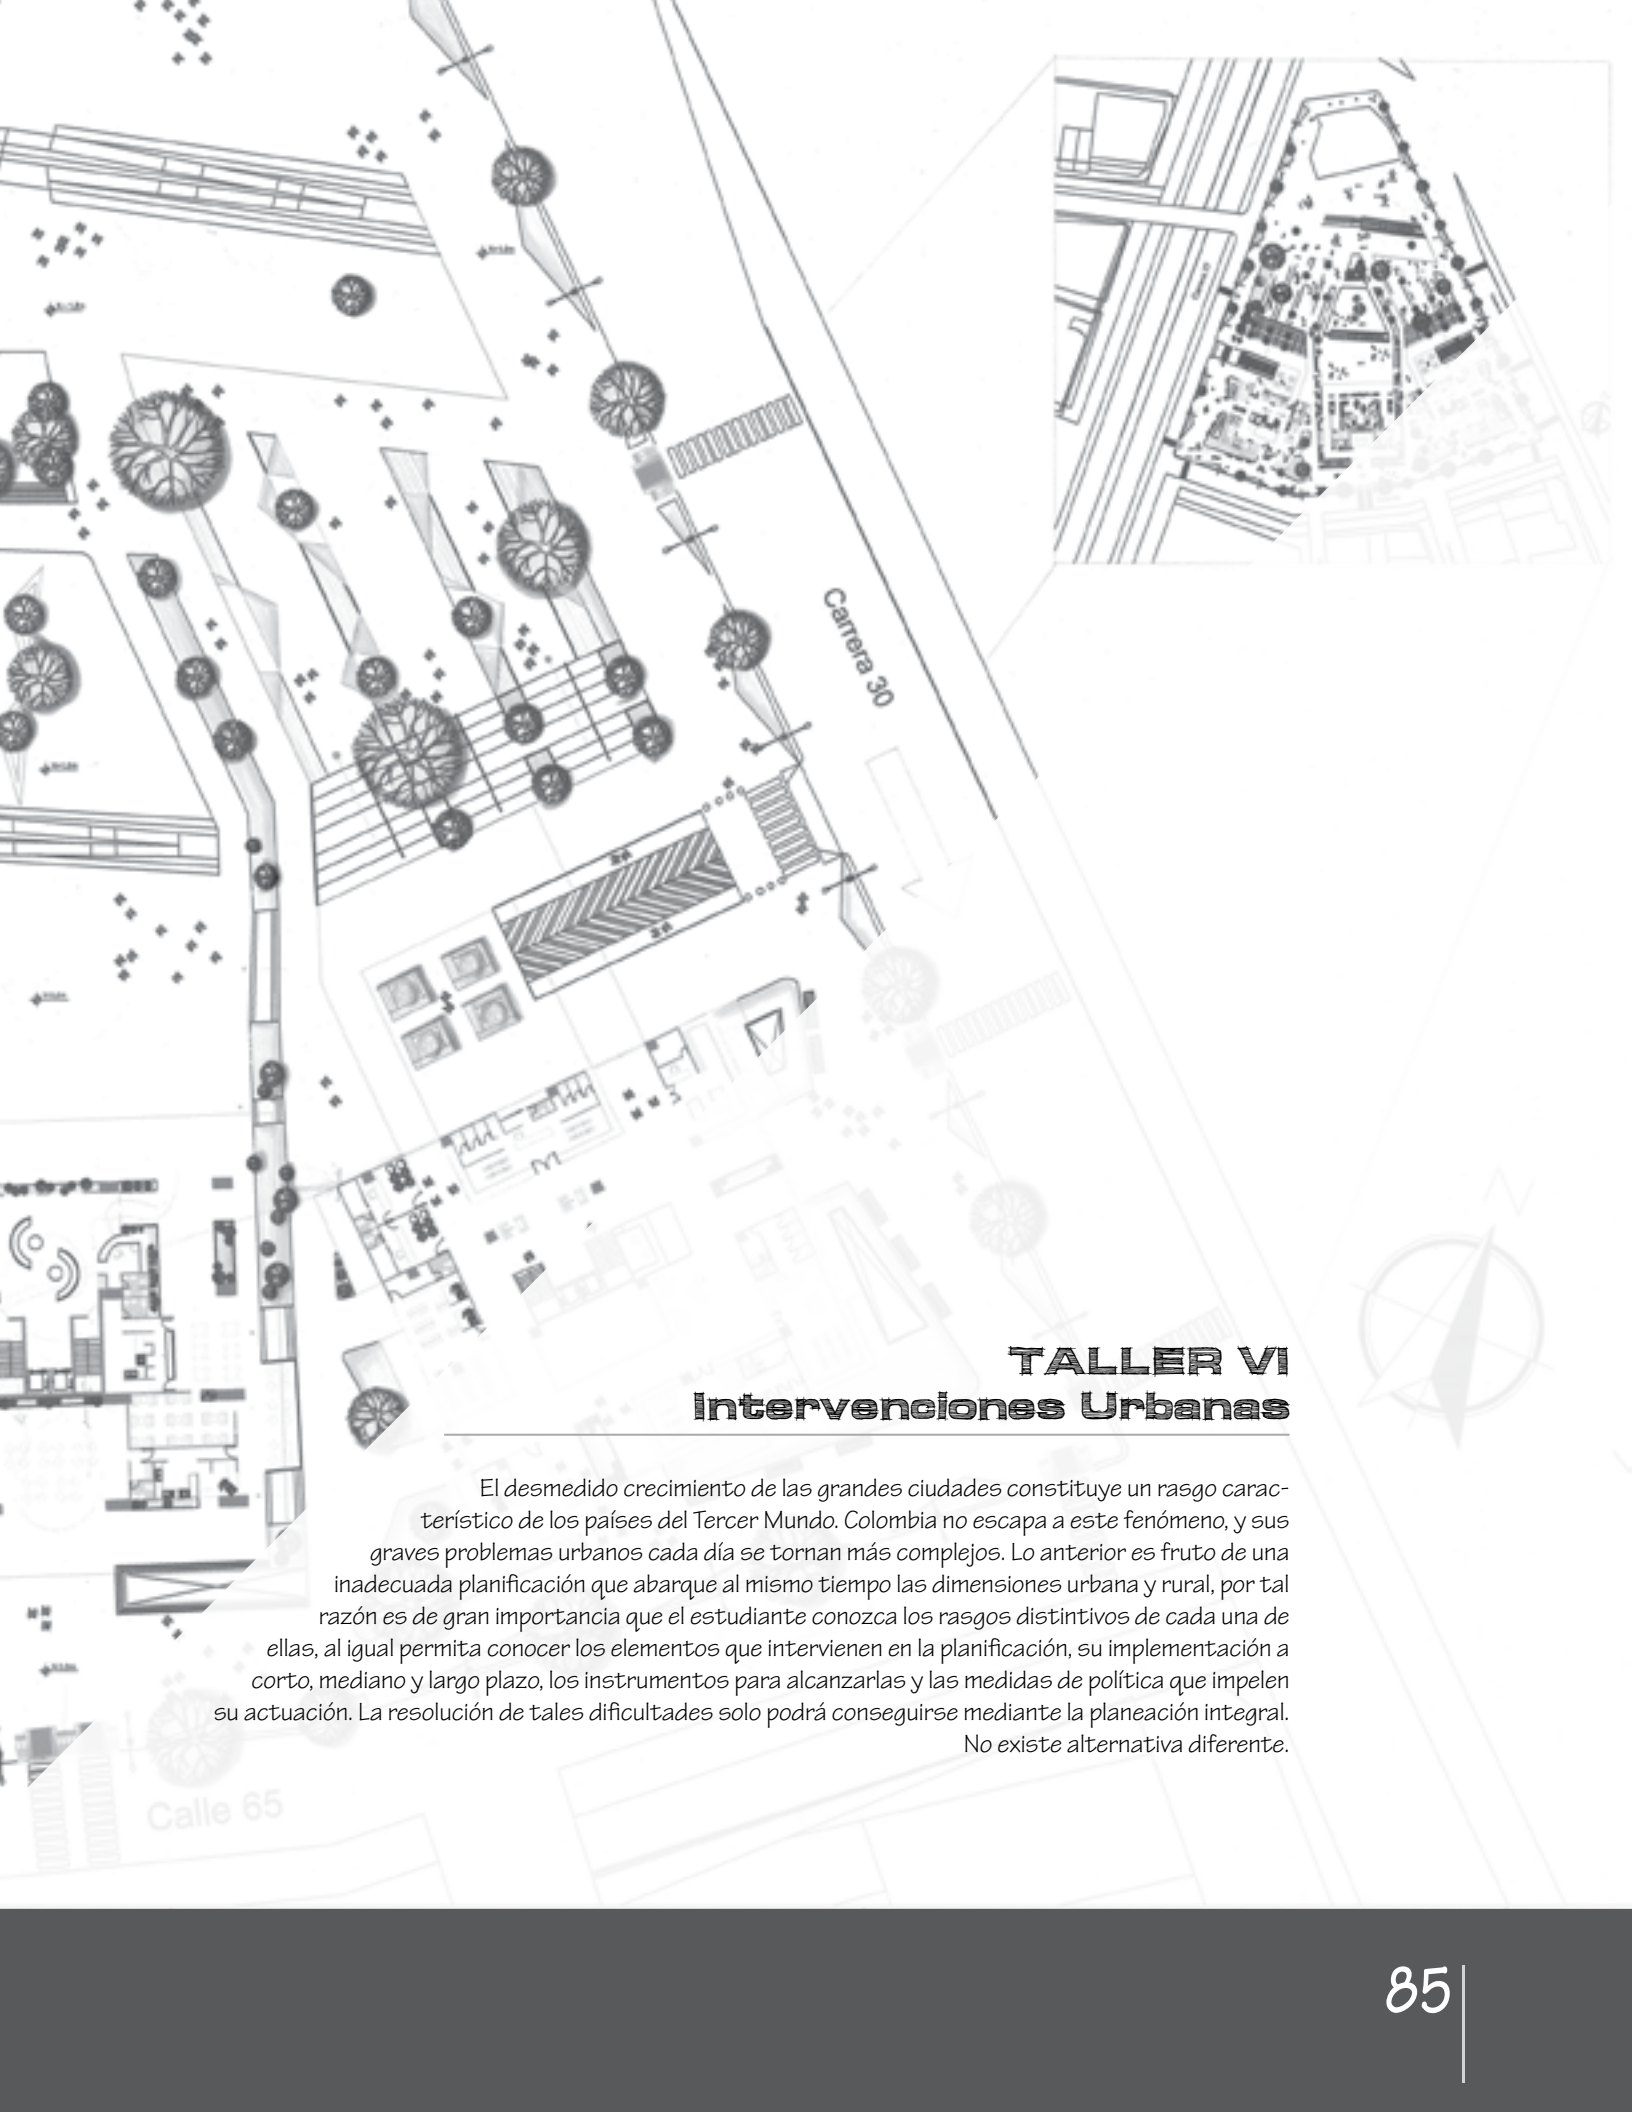 Carrera 30
TALLER VI
Intervenciones Urbanas
El desmedido crecimiento de las grandes ciudades constituye un rasgo carac-
terístico de los países del Tercer Mundo. Colombia no escapa a este fenómeno, y sus
graves problemas urbanos cada día se tornan más complejos. Lo anterior es fruto de una
inadecuada planificación que abarque al mismo tiempo las dimensiones urbana y rural, por tal
razón es de gran importancia que el estudiante conozca los rasgos distintivos de cada una de
ellas, al igual permita conocer los elementos que intervienen en la planificación, su implementación a
corto, mediano y largo plazo, los instrumentos para alcanzarlas y las medidas de política que impelen
su actuación. La resolución de tales dificultades solo podrá conseguirse mediante la planeación integral.
No existe alternativa diferente.
Calle 65
85